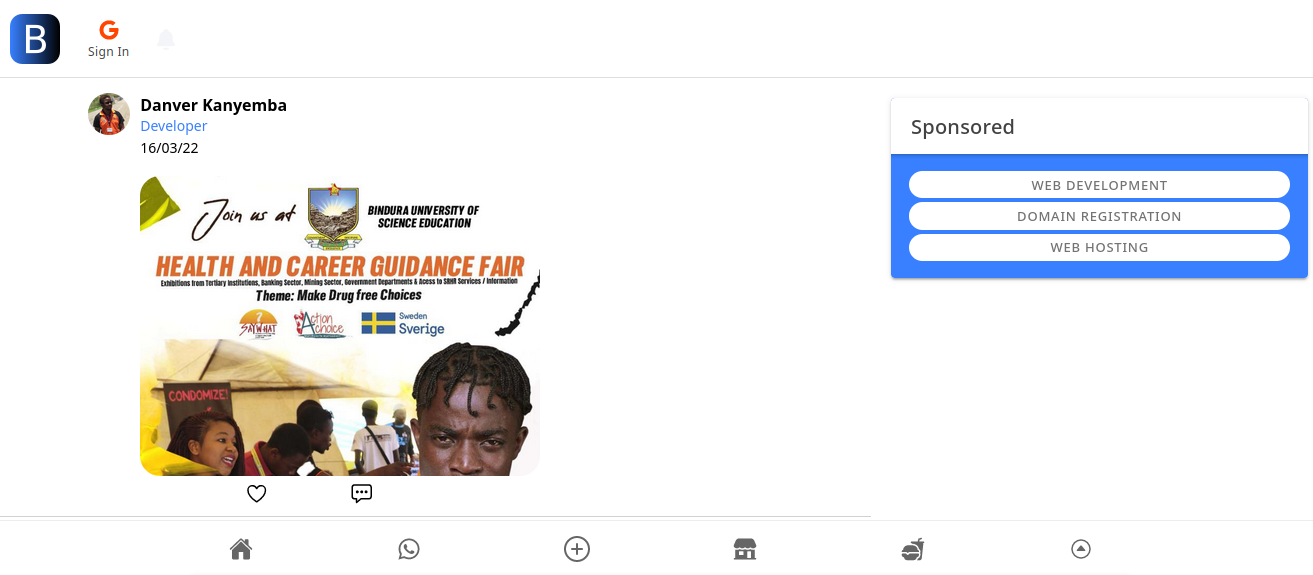 B
Sign In
Danver Kanyemba
Developer
16/03/22
Join us at
BINDURA UNIVERSITY OF
SCIENCE EDUCATION
HEALTH AND CAREER GUIDANCE FAIR
Exhibitions from Tertiary Institutions, Banking Sector, Mining Sector, Government Departments & Acess to SRHR Services / Information
Theme: Make Drug free Choices
SAYWHAT
Action
4 choice
Sweden
Sverige
CONDOMIZE!
Sponsored
WEB DEVELOPMENT
DOMAIN REGISTRATION
WEB HOSTING